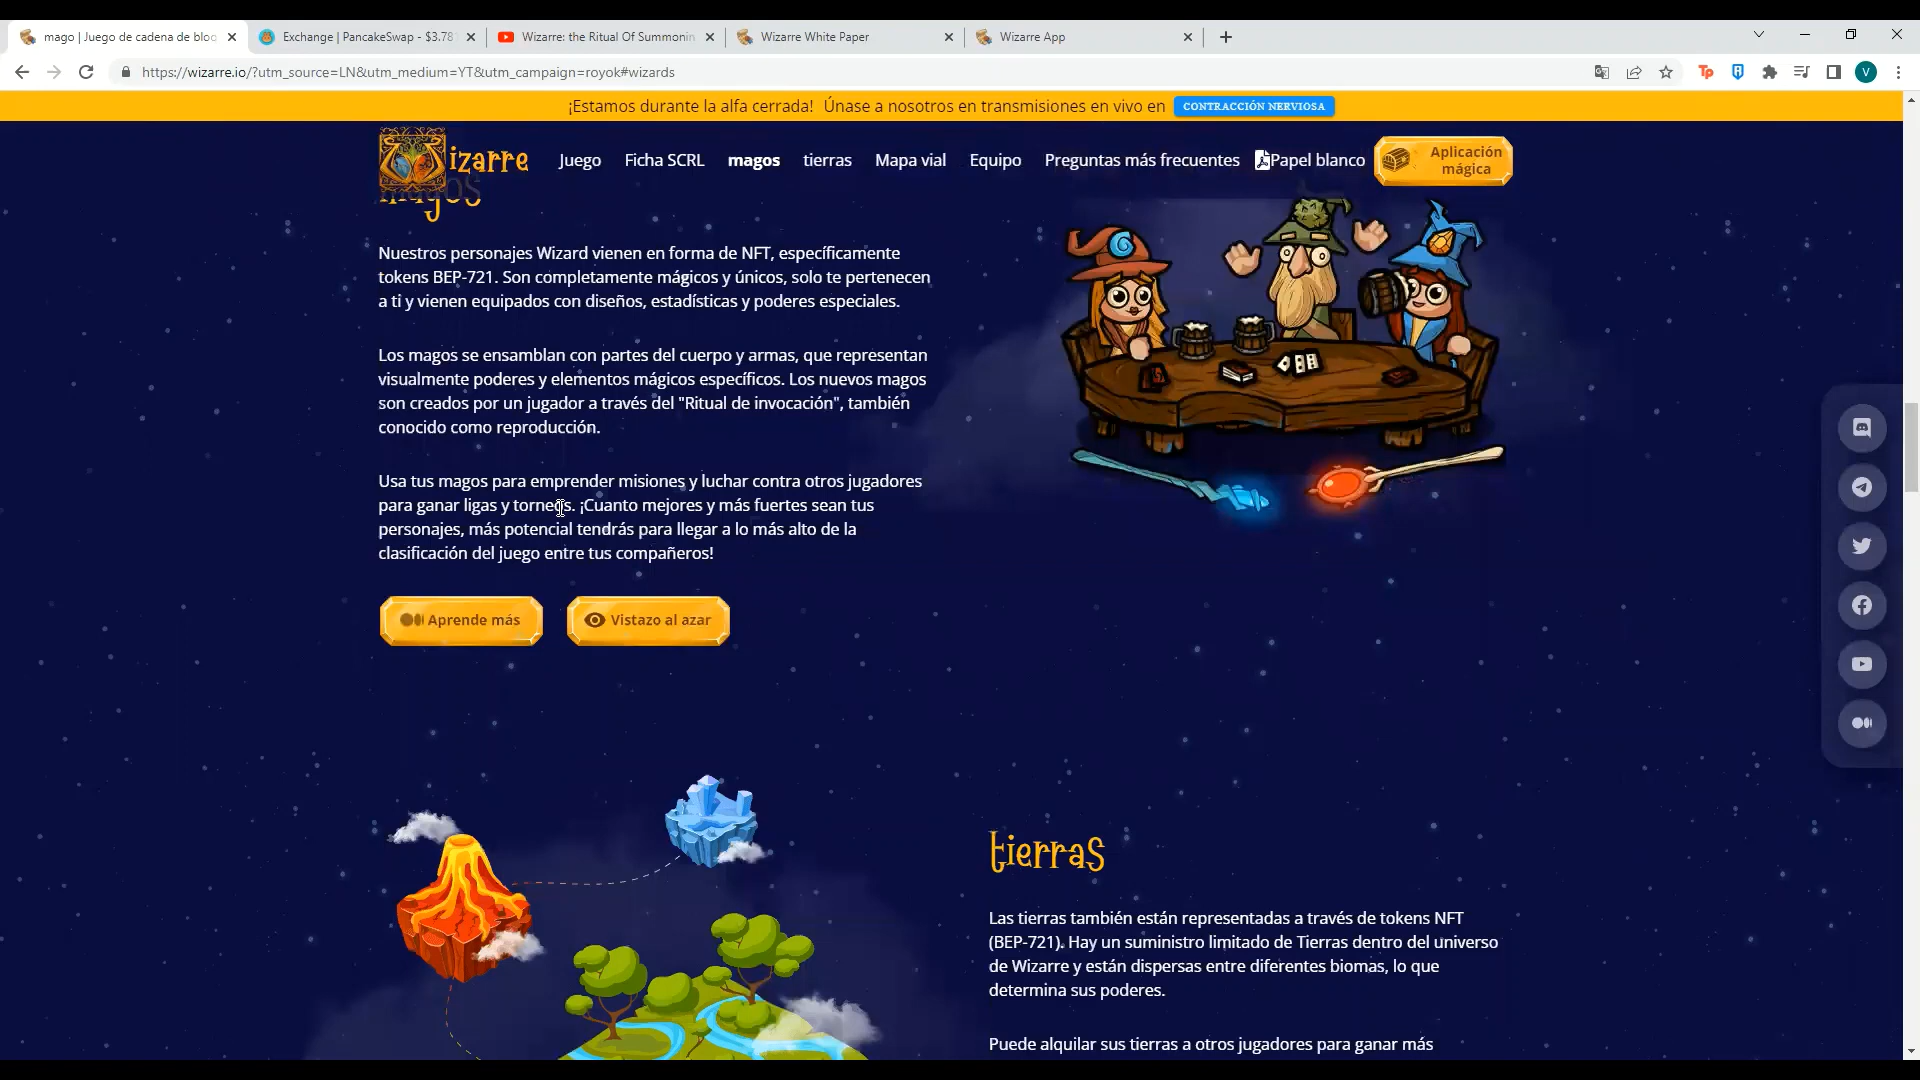 mago | Juego de cadena de bloq
Exchange | PancakeSwap - $3.78
Wizarre: the Ritual Of Summonin
Wizarre White Paper
Wizarre App
https://wizarre.io/?utm_source=LN&utm_medium=YT&utm_campaign=royok#wizards
Tp
V
¡Estamos durante la alfa cerrada! Únase a nosotros en transmisiones en vivo en CONTRACCIÓN NERVIOSA
Wizarre
Juego
Ficha SCRL
magos
tierras
Mapa vial
Equipo
Preguntas más frecuentes
Papel blanco
Aplicación
mágica
magos
Nuestros personajes Wizard vienen en forma de NFT, específicamente
tokens BEP-721. Son completamente mágicos y únicos, solo te pertenecen
a ti y vienen equipados con diseños, estadísticas y poderes especiales.
Los magos se ensamblan con partes del cuerpo y armas, que representan
visualmente poderes y elementos mágicos específicos. Los nuevos magos
son creados por un jugador a través del "Ritual de invocación", también
conocido como reproducción.
Usa tus magos para emprender misiones y luchar contra otros jugadores
para ganar ligas y torneos. ¡Cuanto mejores y más fuertes sean tus
personajes, más potencial tendrás para llegar a lo más alto de la
clasificación del juego entre tus compañeros!
Aprende más
Vistazo al azar
tierras
Las tierras también están representadas a través de tokens NFT
(BEP-721). Hay un suministro limitado de Tierras dentro del universo
de Wizarre y están dispersas entre diferentes biomas, lo que
determina sus poderes.
Puede alquilar sus tierras a otros jugadores para ganar más